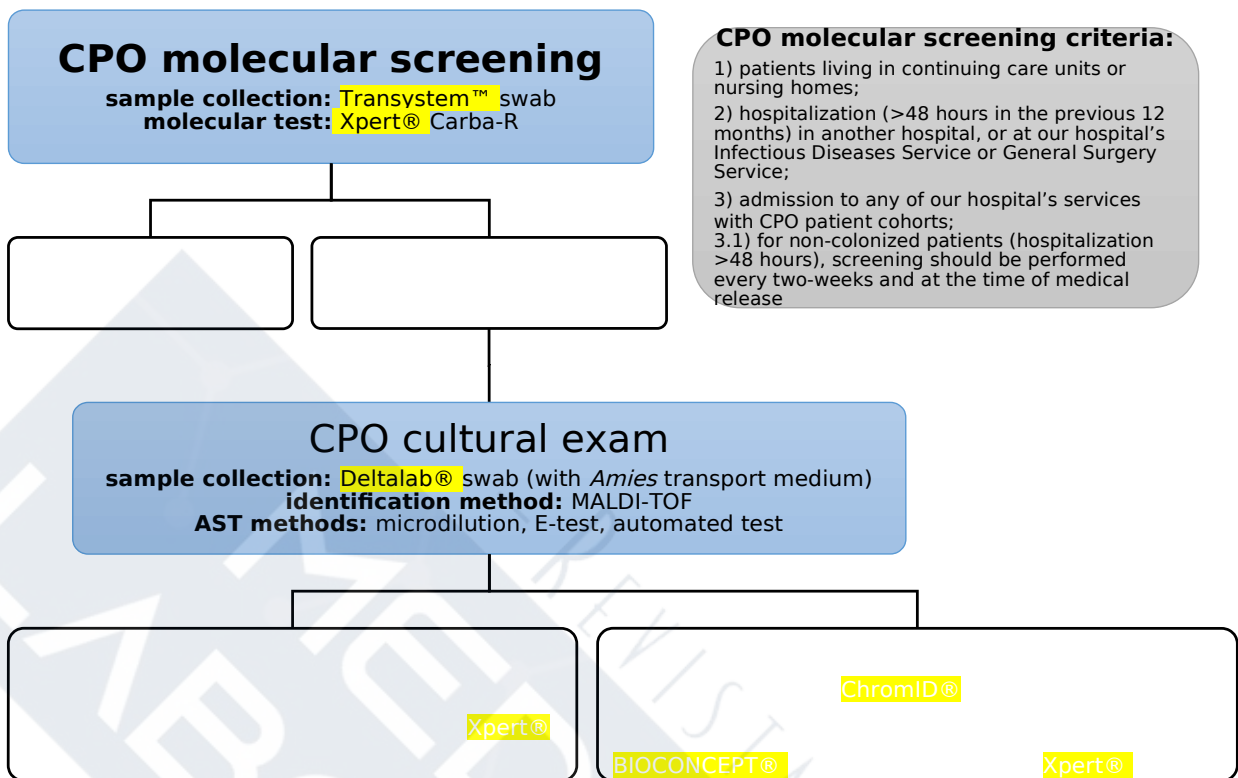 CPO molecular screening
sample collection: Transystem™ swab
molecular test: Xpert® Carba-R
CPO molecular screening criteria:
1) patients living in continuing care units or
nursing homes;
2) hospitalization (>48 hours in the previous 12
months) in another hospital, or at our hospital’s
Infectious Diseases Service or General Surgery
Service;
3) admission to any of our hospital’s services
with CPO patient cohorts;
3.1) for non-colonized patients (hospitalization
>48 hours), screening should be performed
every two-weeks and at the time of medical
release
CPO cultural exam
sample collection: Deltalab® swab (with Amies transport medium)
identification method: MALDI-TOF
AST methods: microdilution, E-test, automated test
Xpert®
ChromID®
BIOCONCEPT® Xpert®